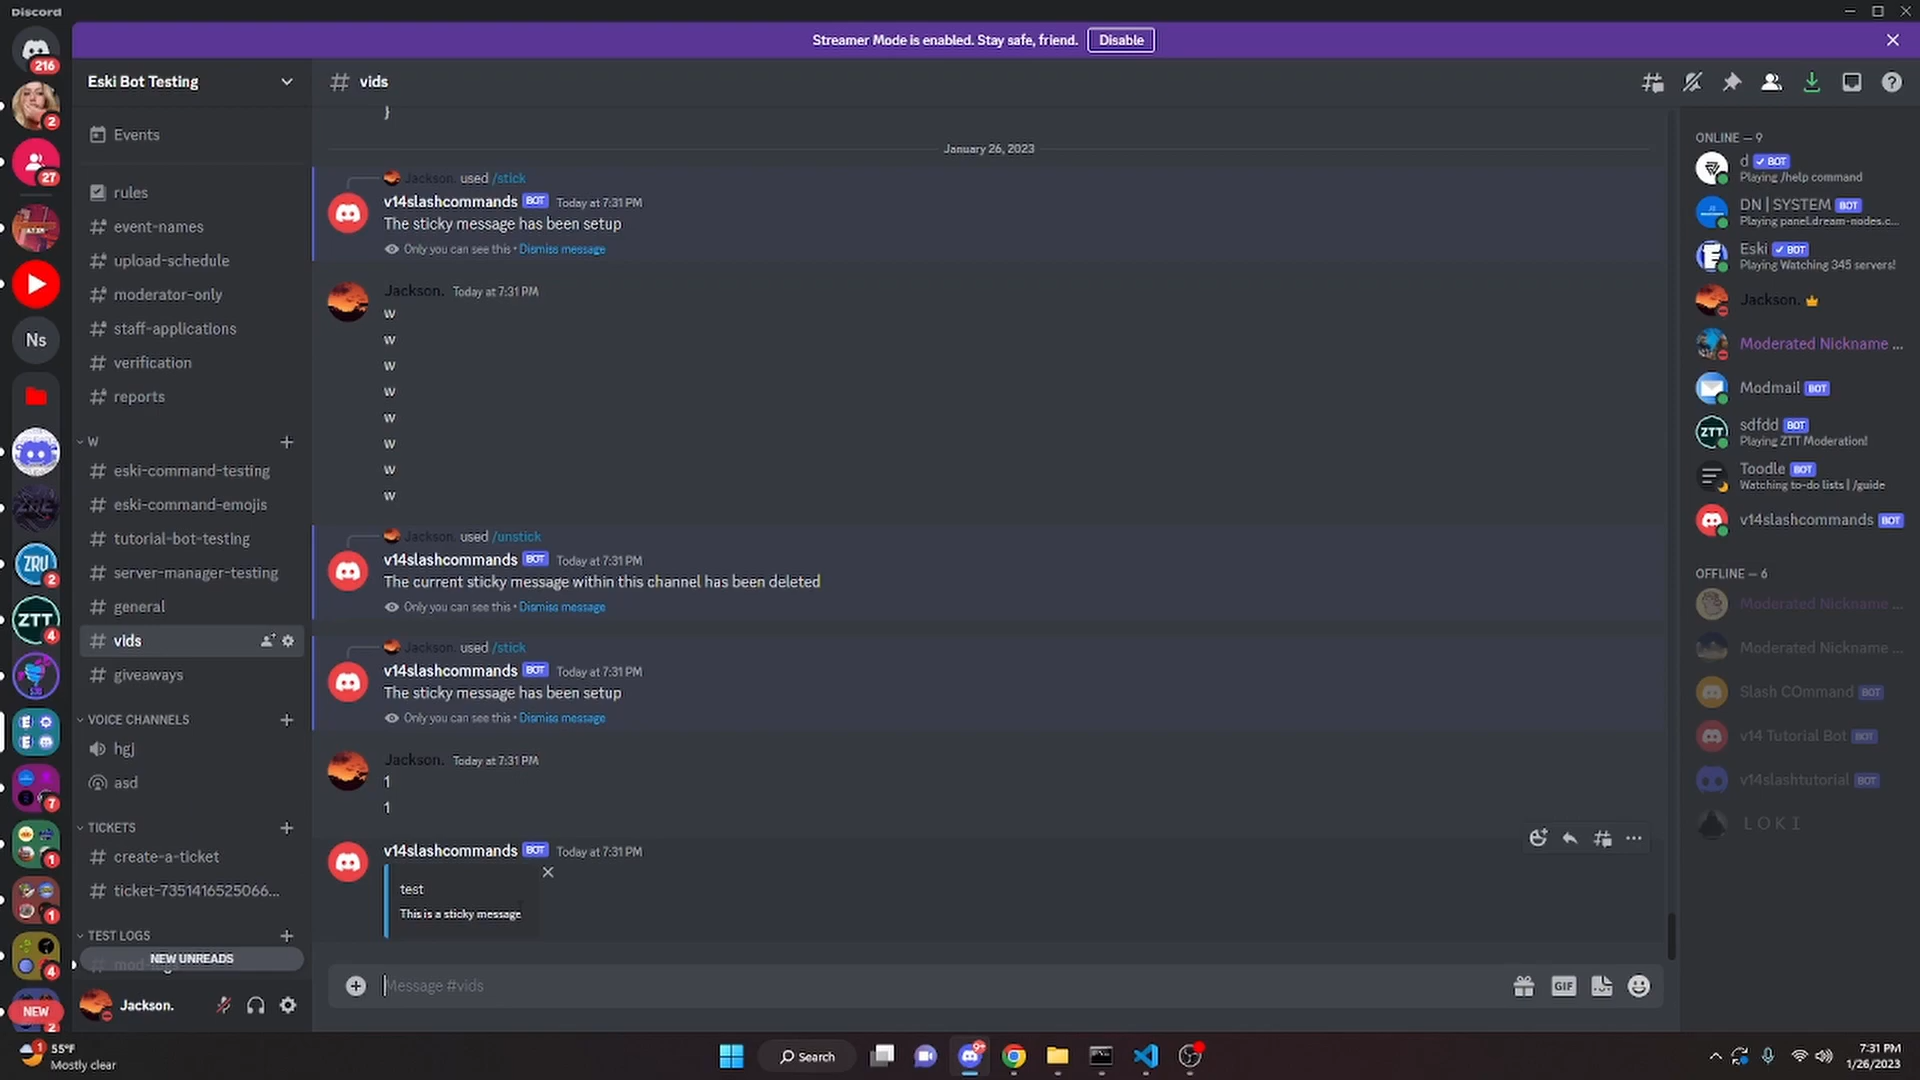 Discord
Streamer Mode is enabled. Stay safe, friend.
Disable
216
2
27
Ns
ZRE
ZRU
2
ZTT
4
7
1
1
4
NEW
2
Eski Bot Testing
Events
rules
event-names
upload-schedule
moderator-only
staff-applications
verification
reports
W
eski-command-testing
eski-command-emojis
tutorial-bot-testing
server-manager-testing
general
vids
giveaways
VOICE CHANNELS
hgj
asd
TICKETS
create-a-ticket
ticket-7351416525066...
TEST LOGS
NEW UNREADS
Jackson.
# vids
}
January 26, 2023
Jackson. used /stick
v14slashcommands BOT Today at 7:31 PM
The sticky message has been setup
Only you can see this • Dismiss message
Jackson. Today at 7:31 PM
w
w
w
w
w
w
w
w
Jackson. used /unstick
v14slashcommands BOT Today at 7:31 PM
The current sticky message within this channel has been deleted
Only you can see this • Dismiss message
Jackson. used /stick
v14slashcommands BOT Today at 7:31 PM
The sticky message has been setup
Only you can see this • Dismiss message
Jackson. Today at 7:31 PM
1
1
v14slashcommands BOT Today at 7:31 PM
test
This is a sticky message
Message #vids
GIF
ONLINE — 9
d ✓ BOT
Playing /help command
DN | SYSTEM BOT
Playing panel.dream-nodes.c...
Eski ✓ BOT
Playing Watching 345 servers!
Jackson.
Moderated Nickname ...
Modmail BOT
ZTT
sdfdd BOT
Playing ZTT Moderation!
Toodle BOT
Watching to-do lists | /guide
v14slashcommands BOT
OFFLINE — 6
Moderated Nickname ...
Moderated Nickname ...
Slash COmmand BOT
v14 Tutorial Bot BOT
v14slashtutorial BOT
L O K I
1
55°F
Mostly clear
Search
9+
7:31 PM
1/26/2023